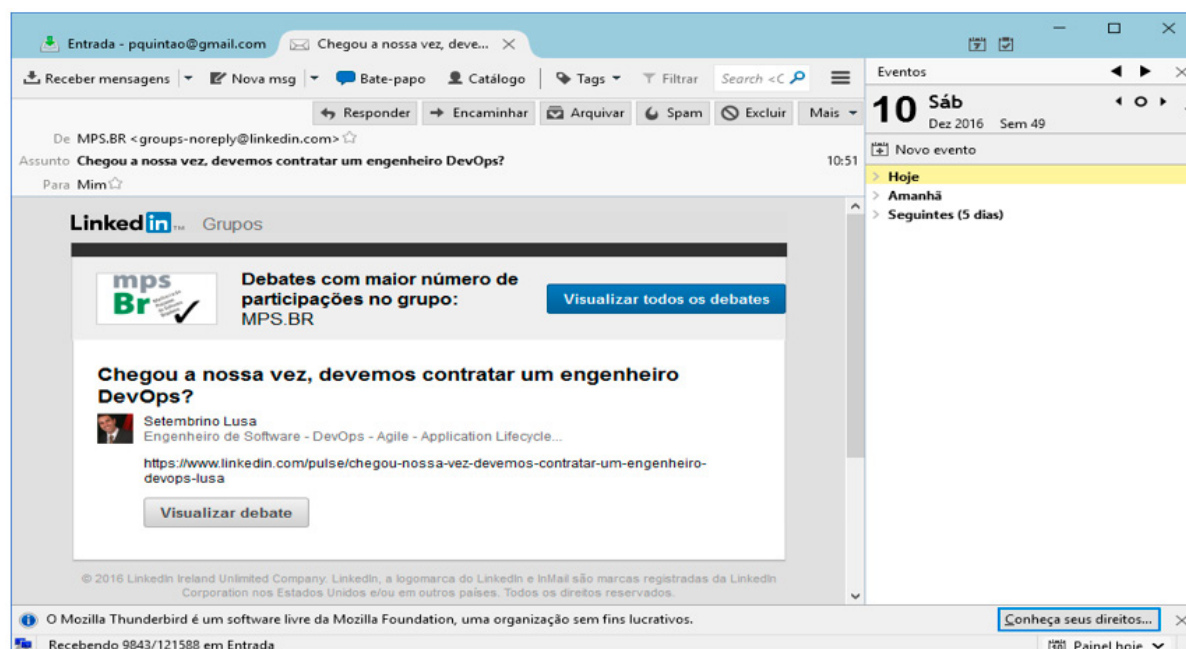 Entrada - pquintao@gmail.com
Chegou a nossa vez, deve...
Receber mensagens
Nova msg
Bate-papo
Catálogo
Tags
Filtrar
Search <C
Responder
Encaminhar
Arquivar
Spam
Excluir
Mais
De MPS.BR <groups-noreply@linkedin.com>
Assunto Chegou a nossa vez, devemos contratar um engenheiro DevOps?
10:51
Para Mim
Linked in TM Grupos
mps
Br
Debates com maior número de
participações no grupo:
MPS.BR
Visualizar todos os debates
Chegou a nossa vez, devemos contratar um engenheiro
DevOps?
Setembrino Lusa
Engenheiro de Software - DevOps - Agile - Application Lifecycle...
https://www.linkedin.com/pulse/chegou-nossa-vez-devemos-contratar-um-engenheiro-
devops-lusa
Visualizar debate
© 2016 LinkedIn Ireland Unlimited Company. LinkedIn, a logomarca do LinkedIn e InMail são marcas registradas da LinkedIn
Corporation nos Estados Unidos e/ou em outros países. Todos os direitos reservados.
Eventos
10 Sáb
Dez 2016 Sem 49
Novo evento
Hoje
Amanhã
Seguintes (5 dias)
O Mozilla Thunderbird é um software livre da Mozilla Foundation, uma organização sem fins lucrativos.
Conheça seus direitos...
Recebendo 9843/121588 em Entrada
Painel hoje